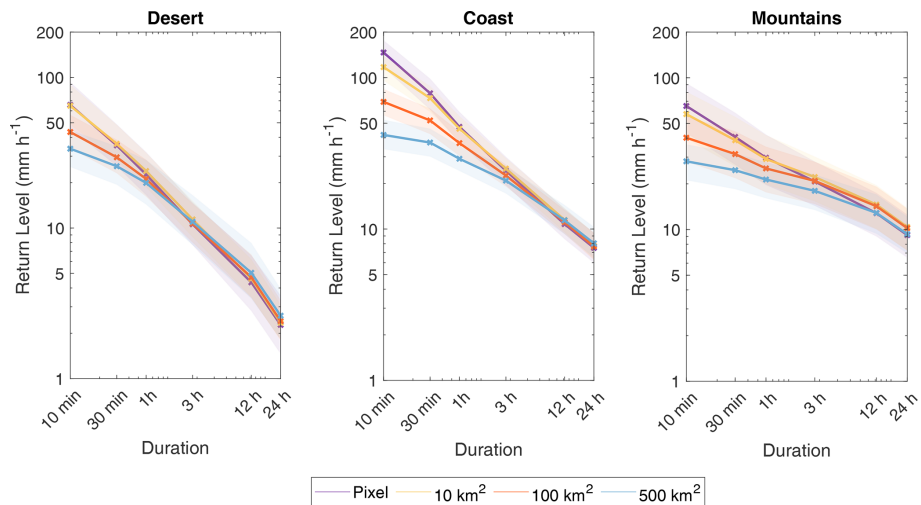 Desert
Coast
Mountains
Return Level (mm h⁻¹)
200
100
50
10
5
1
10 min
30 min
1h
3 h
12 h
24 h
Duration
Return Level (mm h⁻¹)
200
100
50
10
5
1
10 min
30 min
1 h
3 h
12 h
24 h
Duration
Return Level (mm h⁻¹)
200
100
50
10
5
1
10 min
30 min
1 h
3 h
12 h
24 h
Duration
Pixel 10 km² 100 km² 500 km²